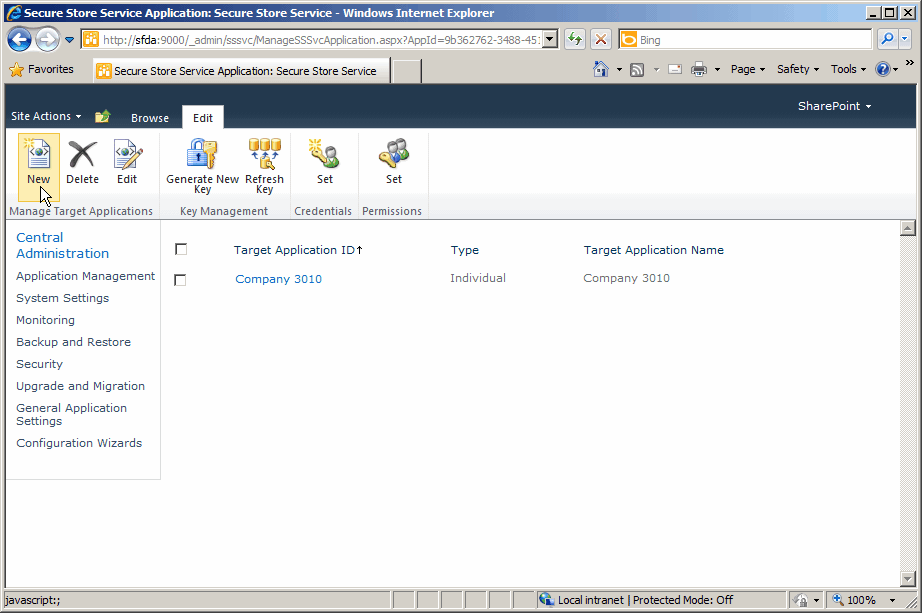 Secure Store Service Application: Secure Store Service - Windows Internet Explorer
http://sfda:9000/_admin/sssvc/ManageSSSvcApplication.aspx?AppId=9b362762-3488-451
Bing
Favorites
Secure Store Service Application: Secure Store Service
Page
Safety
Tools
SharePoint
Site Actions
Browse
Edit
New
Delete
Edit
Generate New Key
Refresh Key
Set
Set
Manage Target Applications
Key Management
Credentials
Permissions
Central
Administration
Application Management
System Settings
Monitoring
Backup and Restore
Security
Upgrade and Migration
General Application
Settings
Configuration Wizards
Target Application ID↑
Type
Target Application Name
Company 3010
Individual
Company 3010
javascript:;
Local intranet | Protected Mode: Off
100%